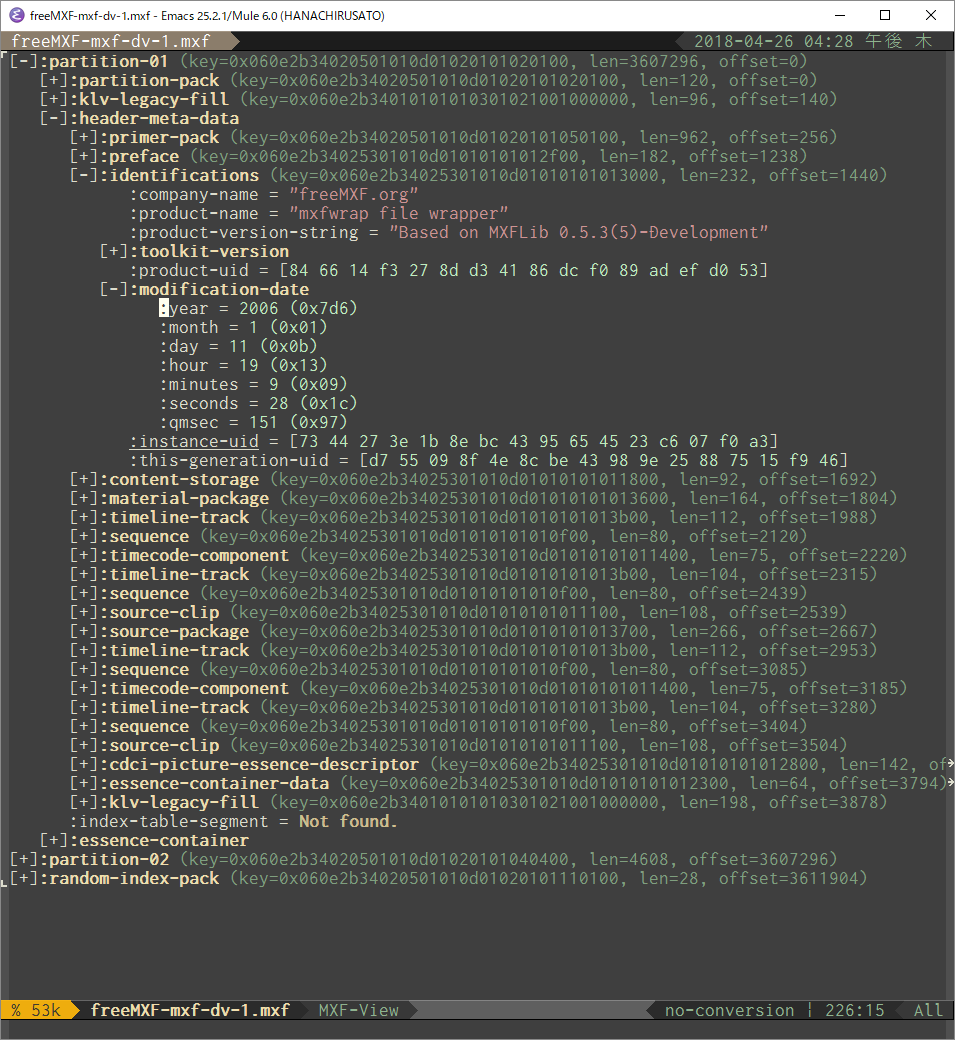 freeMXF-mxf-dv-1.mxf - Emacs 25.2.1/Mule 6.0 (HANACHIRUSATO)
freeMXF-mxf-dv-1.mxf 2018-04-26 04:28 午後 木
[-]:partition-01 (key=0x060e2b34020501010d01020101020100, len=3607296, offset=0)
[+]:partition-pack (key=0x060e2b34020501010d01020101020100, len=120, offset=0)
[+]:klv-legacy-fill (key=0x060e2b34010101010301021001000000, len=96, offset=140)
[-]:header-meta-data
[+]:primer-pack (key=0x060e2b34020501010d01020101050100, len=962, offset=256)
[+]:preface (key=0x060e2b34025301010d01010101012f00, len=182, offset=1238)
[-]:identifications (key=0x060e2b34025301010d01010101013000, len=232, offset=1440)
:company-name = "freeMXF.org"
:product-name = "mxfwrap file wrapper"
:product-version-string = "Based on MXFLib 0.5.3(5)-Development"
[+]:toolkit-version
:product-uid = [84 66 14 f3 27 8d d3 41 86 dc f0 89 ad ef d0 53]
[-]:modification-date
:year = 2006 (0x7d6)
:month = 1 (0x01)
:day = 11 (0x0b)
:hour = 19 (0x13)
:minutes = 9 (0x09)
:seconds = 28 (0x1c)
:qmsec = 151 (0x97)
:instance-uid = [73 44 27 3e 1b 8e bc 43 95 65 45 23 c6 07 f0 a3]
:this-generation-uid = [d7 55 09 8f 4e 8c be 43 98 9e 25 88 75 15 f9 46]
[+]:content-storage (key=0x060e2b34025301010d01010101011800, len=92, offset=1692)
[+]:material-package (key=0x060e2b34025301010d01010101013600, len=164, offset=1804)
[+]:timeline-track (key=0x060e2b34025301010d01010101013b00, len=112, offset=1988)
[+]:sequence (key=0x060e2b34025301010d01010101010f00, len=80, offset=2120)
[+]:timecode-component (key=0x060e2b34025301010d01010101011400, len=75, offset=2220)
[+]:timeline-track (key=0x060e2b34025301010d01010101013b00, len=104, offset=2315)
[+]:sequence (key=0x060e2b34025301010d01010101010f00, len=80, offset=2439)
[+]:source-clip (key=0x060e2b34025301010d01010101011100, len=108, offset=2539)
[+]:source-package (key=0x060e2b34025301010d01010101013700, len=266, offset=2667)
[+]:timeline-track (key=0x060e2b34025301010d01010101013b00, len=112, offset=2953)
[+]:sequence (key=0x060e2b34025301010d01010101010f00, len=80, offset=3085)
[+]:timecode-component (key=0x060e2b34025301010d01010101011400, len=75, offset=3185)
[+]:timeline-track (key=0x060e2b34025301010d01010101013b00, len=104, offset=3280)
[+]:sequence (key=0x060e2b34025301010d01010101010f00, len=80, offset=3404)
[+]:source-clip (key=0x060e2b34025301010d01010101011100, len=108, offset=3504)
[+]:cdci-picture-essence-descriptor (key=0x060e2b34025301010d01010101012800, len=142, of
[+]:essence-container-data (key=0x060e2b34025301010d01010101012300, len=64, offset=3794)
[+]:klv-legacy-fill (key=0x060e2b34010101010301021001000000, len=198, offset=3878)
:index-table-segment = Not found.
[+]:essence-container
[+]:partition-02 (key=0x060e2b34020501010d01020101040400, len=4608, offset=3607296)
[+]:random-index-pack (key=0x060e2b34020501010d01020101110100, len=28, offset=3611904)
% 53k freeMXF-mxf-dv-1.mxf MXF-View no-conversion | 226:15 All